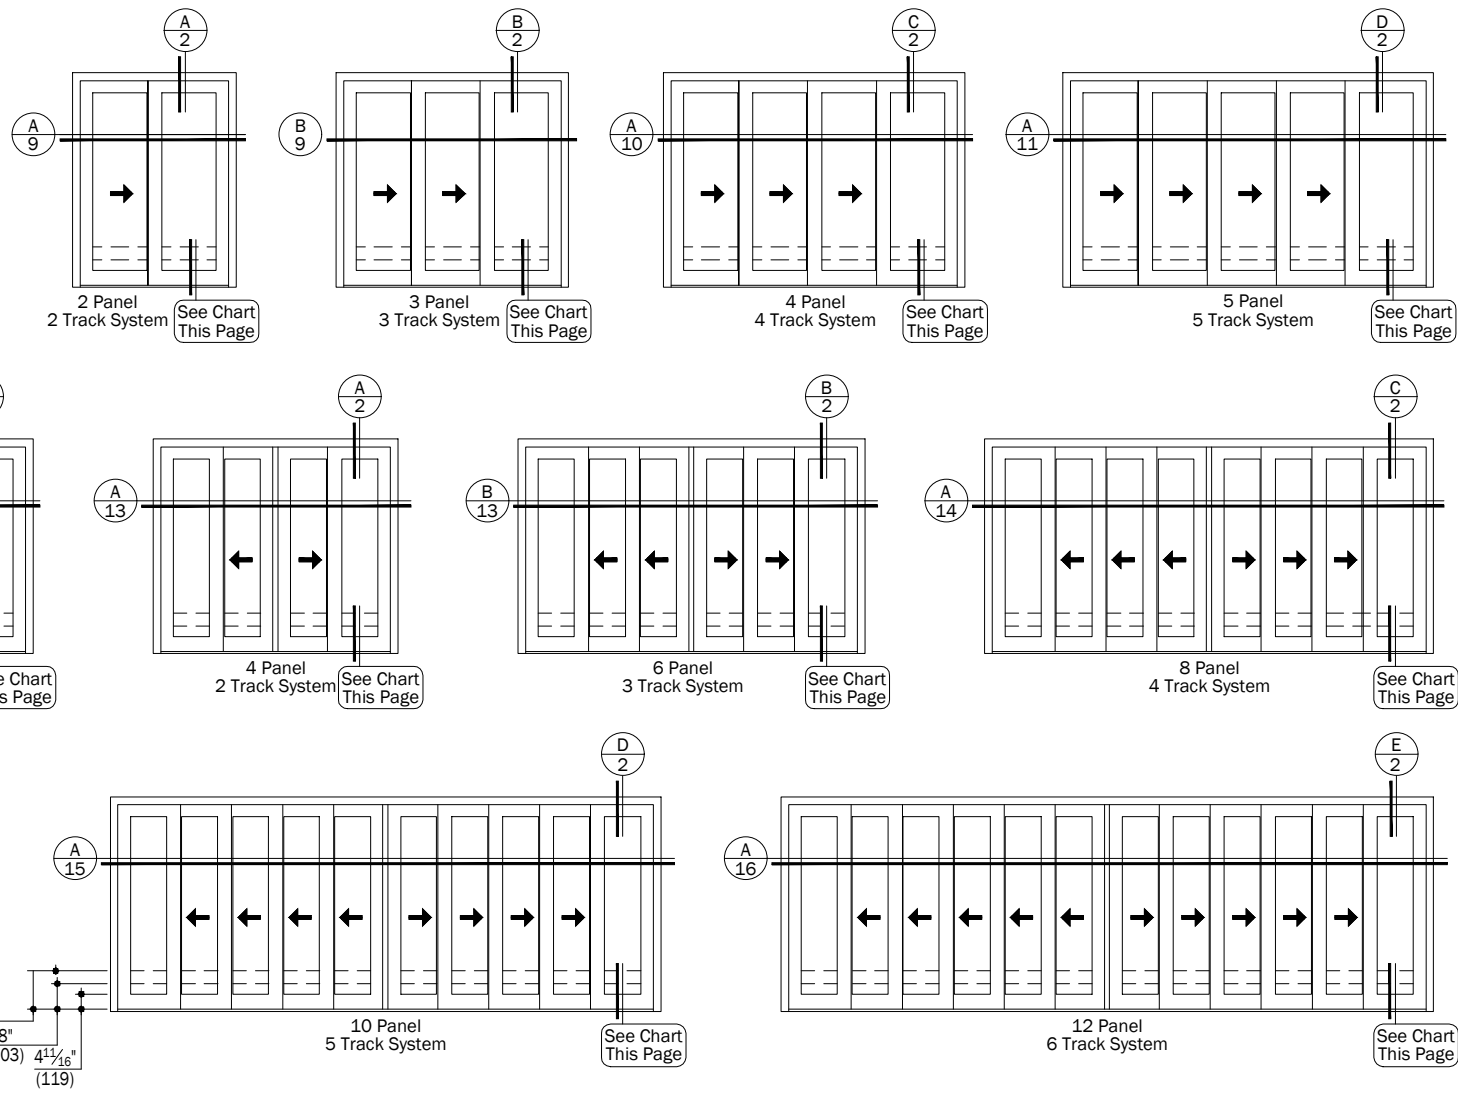 A
2
B
2
C
2
D
2
A
9
B
9
A
10
A
11
2 Panel
2 Track System
See Chart
This Page
3 Panel
3 Track System
See Chart
This Page
4 Panel
4 Track System
See Chart
This Page
5 Panel
5 Track System
See Chart
This Page
A
2
B
2
C
2
A
13
B
13
A
14
Chart
Page
4 Panel
2 Track System
See Chart
This Page
6 Panel
3 Track System
See Chart
This Page
8 Panel
4 Track System
See Chart
This Page
D
2
E
2
A
15
A
16
10 Panel
5 Track System
See Chart
This Page
12 Panel
6 Track System
See Chart
This Page
8"
03)
4 11/16"
(119)